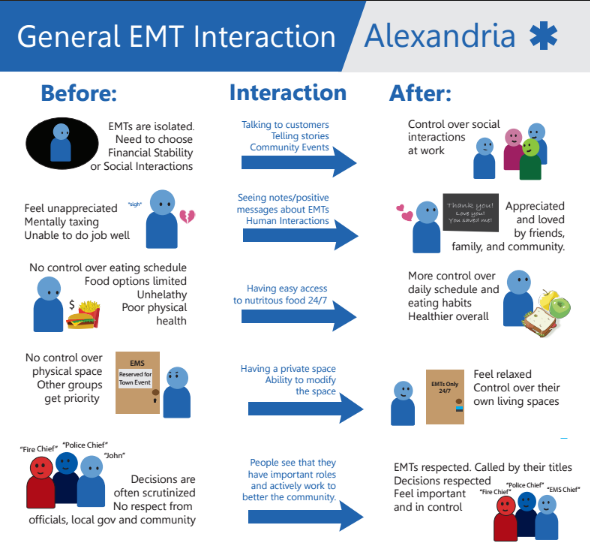 General EMT Interaction
Alexandria *
Before:
Interaction
After:
EMTs are isolated.
Need to choose
Financial Stability
or Social Interactions
Talking to customers
Telling stories
Community Events
Control over social
interactions
at work
Feel unappreciated
Mentally taxing
Unable to do job well
"sigh"
Seeing notes/positive
messages about EMTs
Human Interactions
Thank you!
Love you!
You saved me!
Appreciated
and loved
by friends,
family, and community.
No control over eating schedule
Food options limited
Unhelathy
Poor physical
health
$
Having easy access
to nutritous food 24/7
More control over
daily schedule and
eating habits
Healthier overall
No control over
physical space
Other groups
get priority
EMS
Reserved for
Town Event
Having a private space
Ability to modify
the space
EMTs Only
24/7
Feel relaxed
Control over their
own living spaces
"Fire Chief"
"Police Chief"
"John"
Decisions are
often scrutinized
No respect from
officials, local gov and community
People see that they
have important roles
and actively work to
better the community.
EMTs respected. Called by their titles
Decisions respected
Feel important
and in control
"Fire Chief"
"Police Chief"
"EMS Chief"